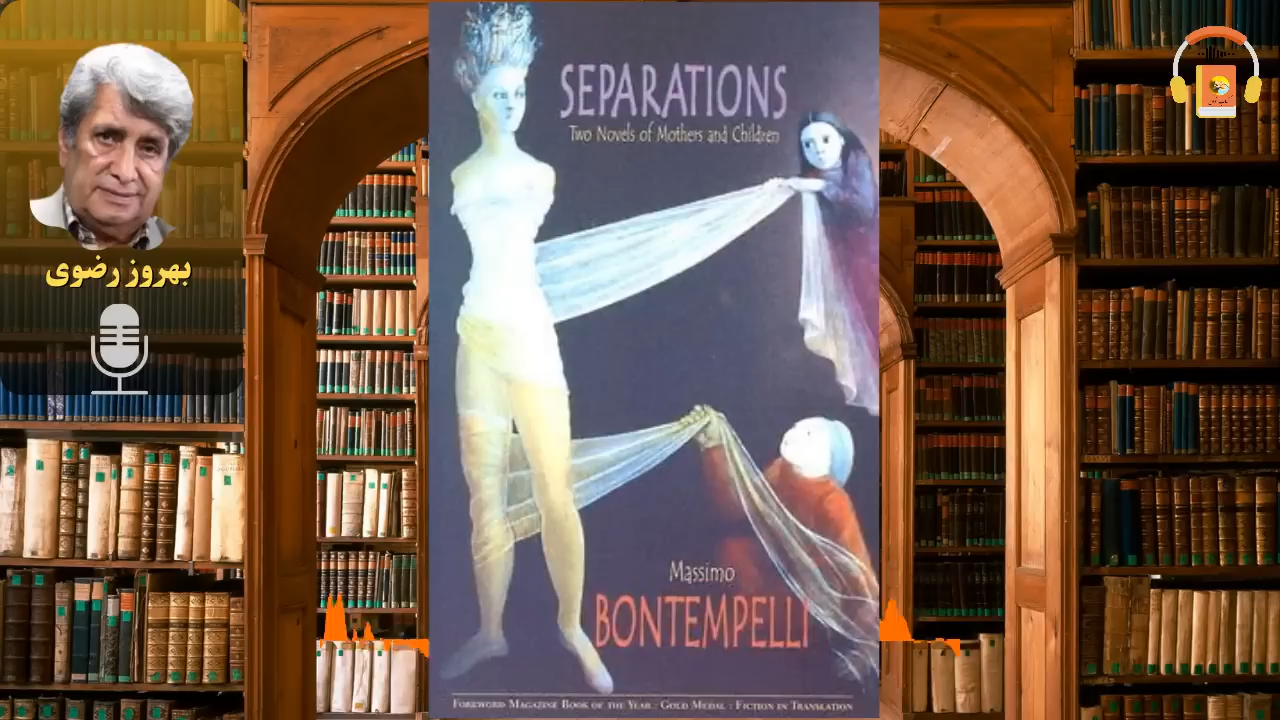 بهروز رضوی
SEPARATIONS
Two Novels of Mothers and Children
Massimo
BONTEMPELLI
FOREWORD MAGAZINE BOOK OF THE YEAR : GOLD MEDAL : FICTION IN TRANSLATION